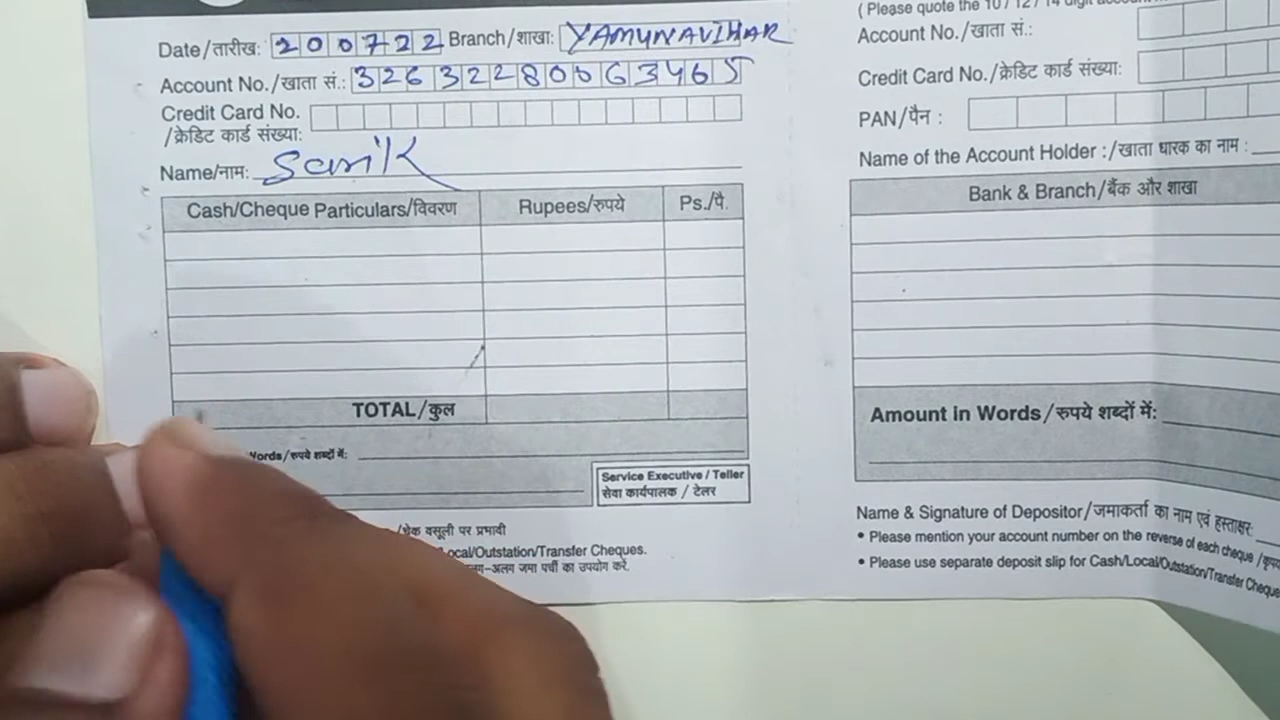 Date/तारीख: 200722 Branch/शाखा: YAMUNAVIHAR
Account No./खाता सं.: 32632280063465
Credit Card No.
/क्रेडिट कार्ड संख्या:
Name/नाम: Sarik
Cash/Cheque Particulars/विवरण Rupees/रुपये Ps./पै.
TOTAL/कुल
Words/रुपये शब्दों में:
Service Executive / Teller
सेवा कार्यपालक / टेलर
/चेक वसूली पर प्रभावी
Local/Outstation/Transfer Cheques.
अलग-अलग जमा पर्ची का उपयोग करें.
( Please quote the 10 / 12 / 14 digit
Account No./खाता सं.:
Credit Card No./क्रेडिट कार्ड संख्या:
PAN/पैन :
Name of the Account Holder :/खाता धारक का नाम :
Bank & Branch/बैंक और शाखा
Amount in Words/रुपये शब्दों में:
Name & Signature of Depositor/जमाकर्ता का नाम एवं हस्ताक्षर:
• Please mention your account number on the reverse of each cheque /
• Please use separate deposit slip for Cash/Local/Outstation/Transfer Cheque